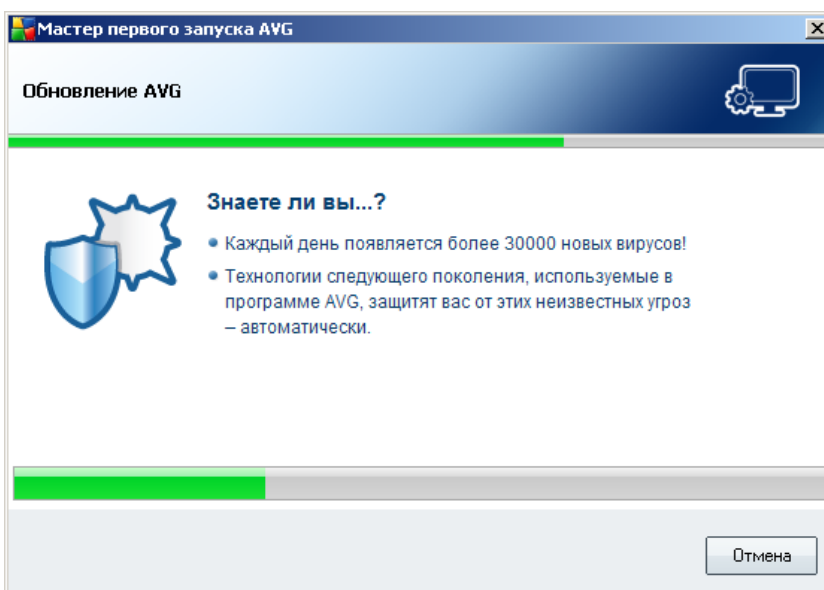 Мастер первого запуска AVG
Обновление AVG
Знаете ли вы...?
Каждый день появляется более 30000 новых вирусов!
Технологии следующего поколения, используемые в
программе AVG, защитят вас от этих неизвестных угроз
– автоматически.
Отмена